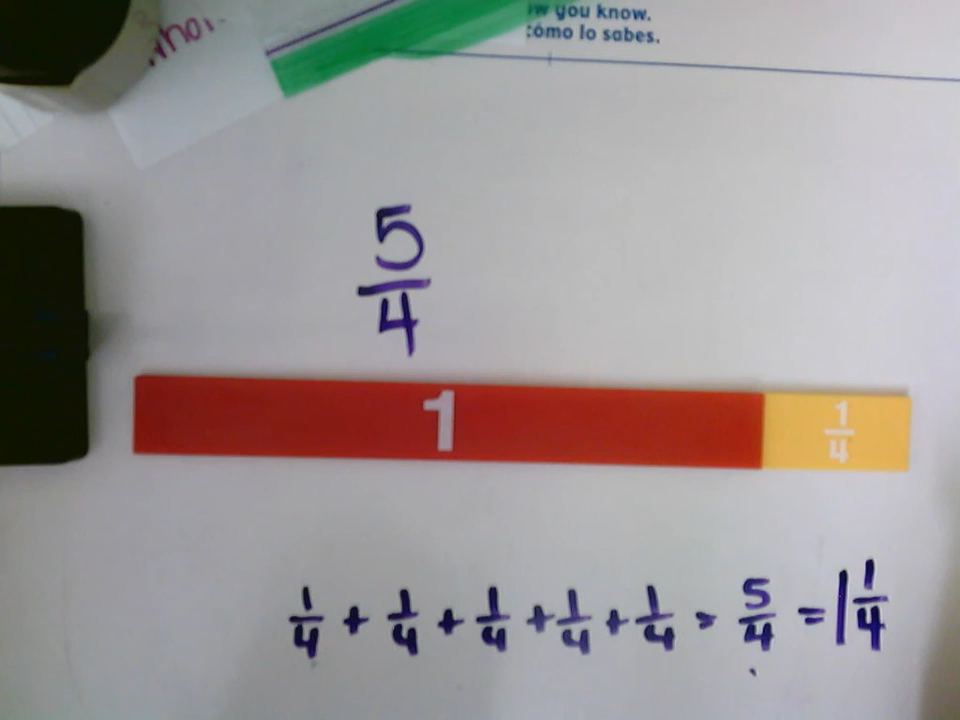 you know.
cómo lo sabes.
5/4
1 1/4
1/4 + 1/4 + 1/4 + 1/4 + 1/4 = 5/4 = 1 1/4